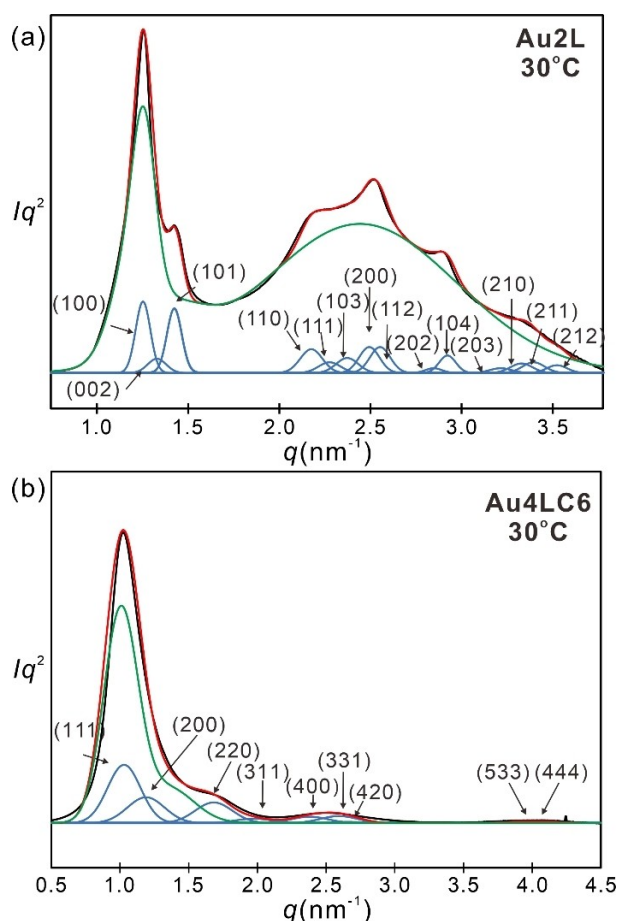 (a)
Au2L
30°C
Iq²
(100)
(002)
(101)
(110)
(111)
(103)
(200)
(112)
(202)
(104)
(203)
(210)
(211)
(212)
1.0 1.5 2.0 2.5 3.0 3.5
q(nm⁻¹)
(b)
Au4LC6
30°C
Iq²
(111)
(200)
(220)
(311)
(400)
(331)
(420)
(533) (444)
0.5 1.0 1.5 2.0 2.5 3.0 3.5 4.0 4.5
q(nm⁻¹)